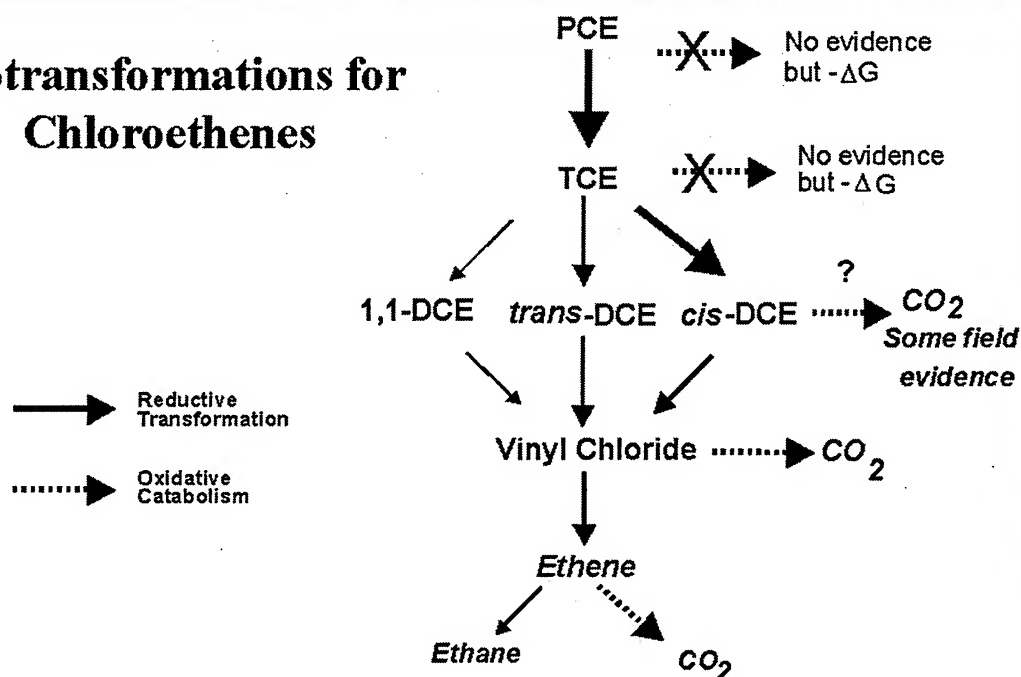 PCE
No evidence
but -ΔG
transformations for
Chloroethenes
TCE
X
No evidence
but -ΔG
X
1,1-DCE
trans-DCE
cis-DCE
?
CO2
Some field
evidence
Reductive
Transformation
Vinyl Chloride
CO2
Oxidative
Catabolism
Ethene
Ethane
CO2